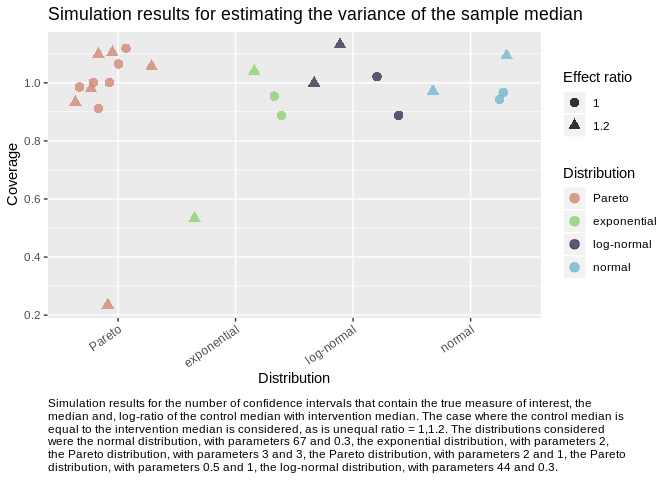 Simulation results for estimating the variance of the sample median
Coverage
1.0
0.8
0.6
0.4
0.2
Pareto
exponential
log-normal
normal
Distribution
Effect ratio
1
1.2
Distribution
Pareto
exponential
log-normal
normal
Simulation results for the number of confidence intervals that contain the true measure of interest, the
median and, log-ratio of the control median with intervention median. The case where the control median is
equal to the intervention median is considered, as is unequal ratio = 1,1.2. The distributions considered
were the normal distribution, with parameters 67 and 0.3, the exponential distribution, with parameters 2,
the Pareto distribution, with parameters 3 and 3, the Pareto distribution, with parameters 2 and 1, the Pareto
distribution, with parameters 0.5 and 1, the log-normal distribution, with parameters 44 and 0.3.